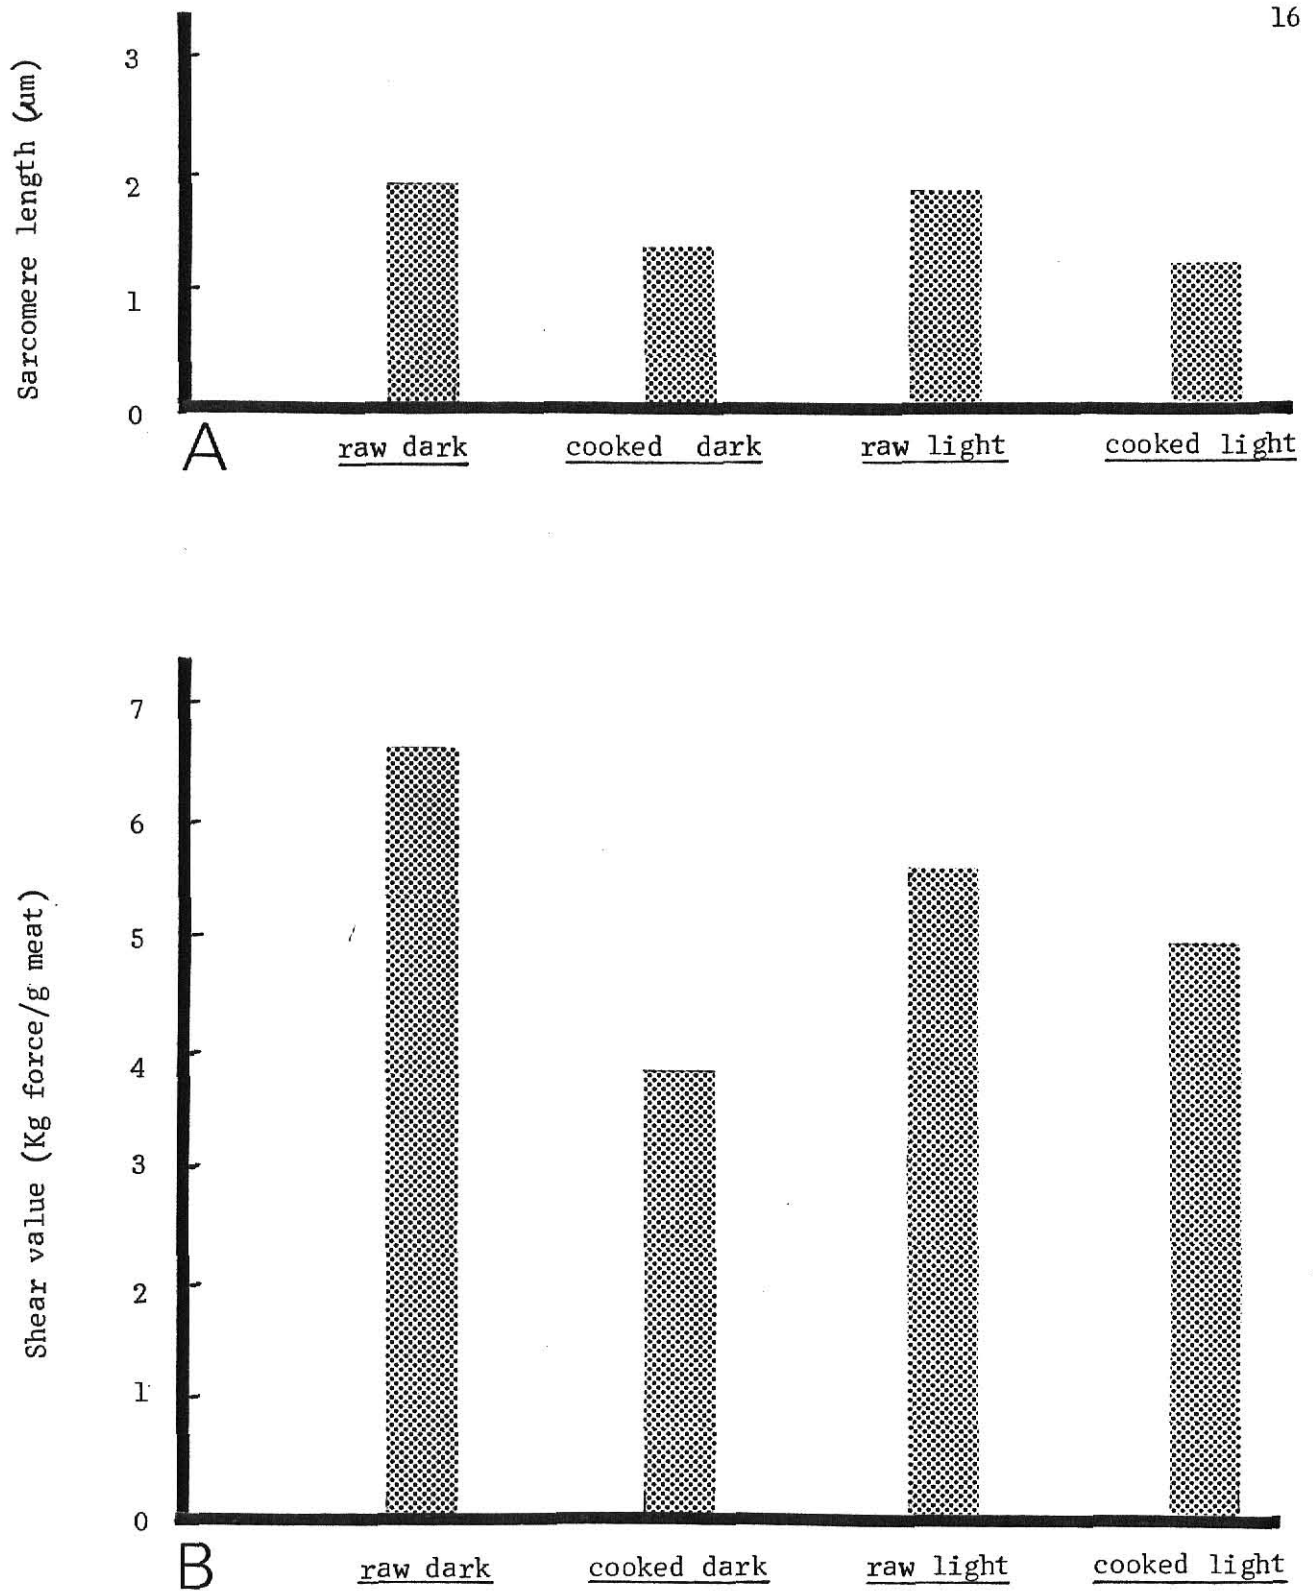 16
Sarcomere length (μm)
3
2
1
0
A
raw dark
cooked dark
raw light
cooked light
Shear value (Kg force/g meat)
7
6
5
4
3
2
1
0
B
raw dark
cooked dark
raw light
cooked light